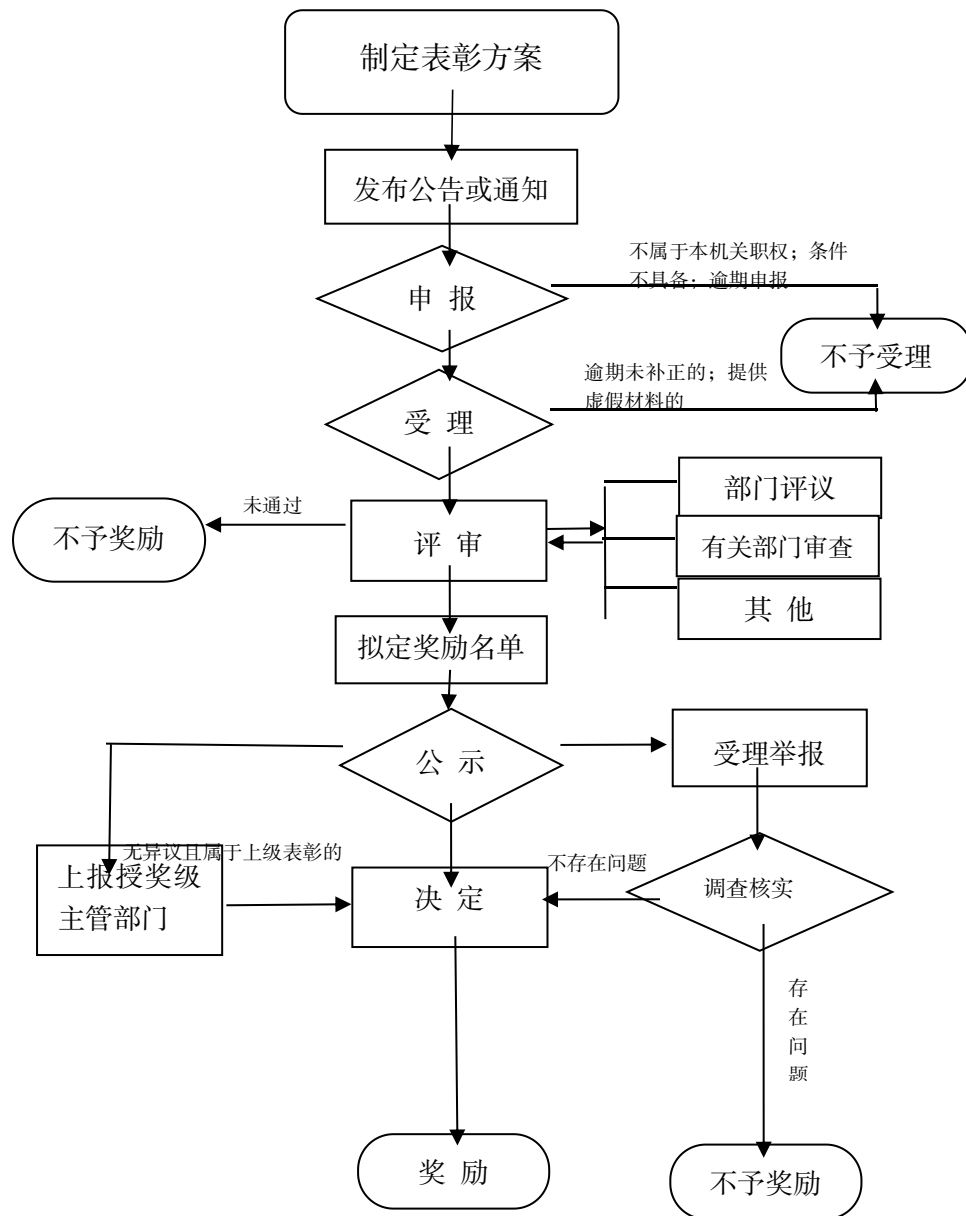 制定表彰方案
发布公告或通知
申 报
不属于本机关职权；条件
不具备；逾期申报
不予受理
逾期未补正的；提供
虚假材料的
受 理
部门评议
未通过
不予奖励
评 审
有关部门审查
其 他
拟定奖励名单
公 示
受理举报
无异议且属于上级表彰的
上报授奖级
主管部门
决 定
不存在问题
调查核实
存
在
问
题
奖 励
不予奖励